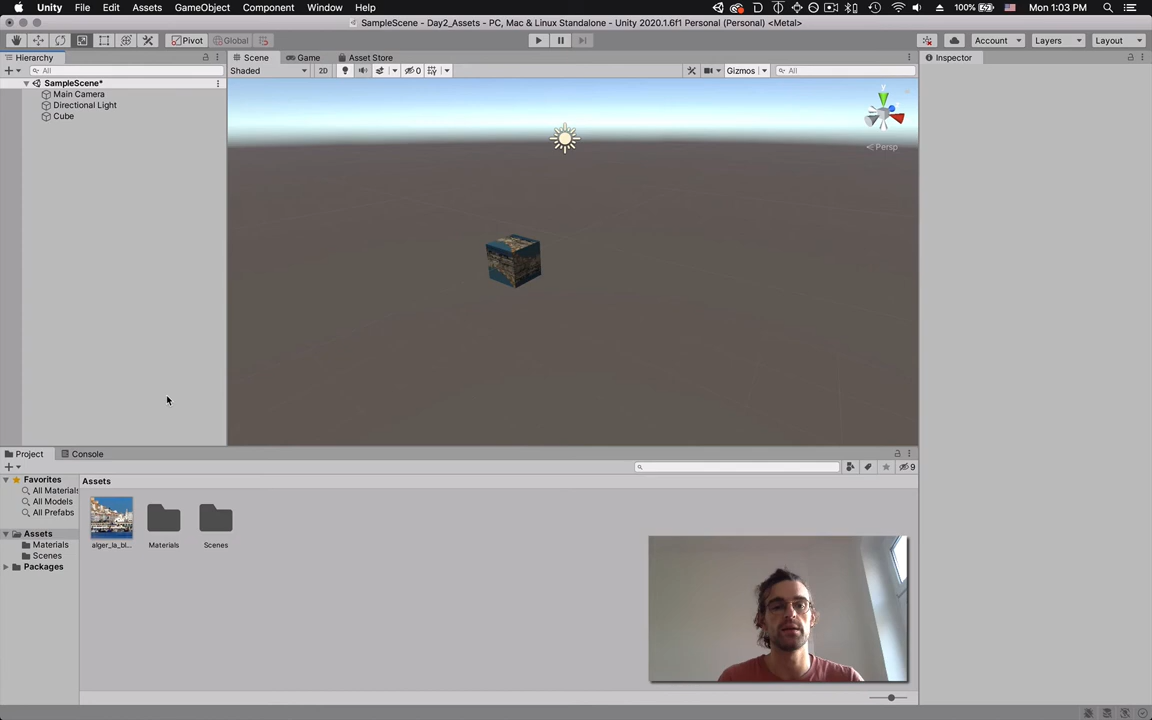 Unity File Edit Assets GameObject Component Window Help 100% Mon 1:03 PM
SampleScene - Day2_Assets - PC, Mac & Linux Standalone - Unity 2020.1.6f1 Personal (Personal) <Metal>
Pivot Global Account Layers Layout
Hierarchy Scene Game Asset Store Inspector
All Shaded 2D 0 Gizmos All
SampleScene*
Main Camera
Directional Light
Cube
y
Persp
Project Console
9
Favorites Assets
All Materials
All Models
All Prefabs
Assets
Materials
Scenes
Packages
alger_la_bl... Materials Scenes